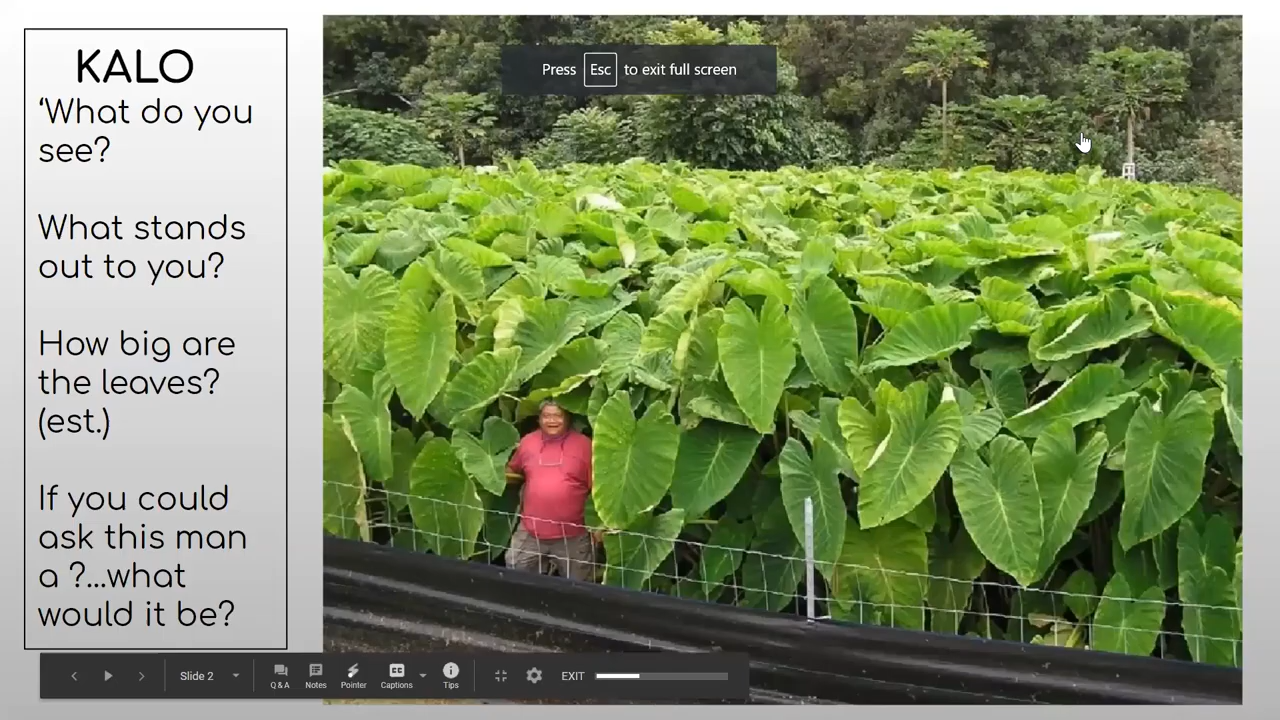 KALO
‘What do you
see?
What stands
out to you?
How big are
the leaves?
(est.)
If you could
ask this man
a ?...what
would it be?
Press Esc to exit full screen
Slide 2
Q & A
Notes
Pointer
CC
Captions
Tips
EXIT